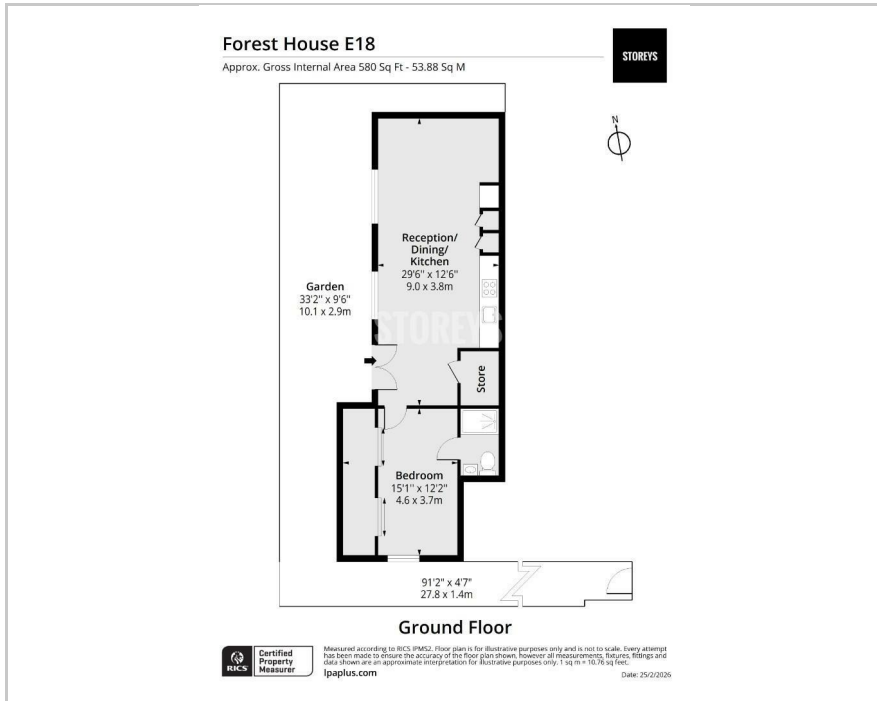 Forest House E18
Approx. Gross Internal Area 580 Sq Ft - 53.88 Sq M
STOREYS
N
Reception/
Dining/
Kitchen
29'6" x 12'6"
9.0 x 3.8m
Garden
33'2" x 9'6"
10.1 x 2.9m
STOREYS
Store
Bedroom
15'1" x 12'2"
4.6 x 3.7m
91'2" x 4'7"
27.8 x 1.4m
Ground Floor
RICS
Certified
Property
Measurer
Measured according to RICS IPMS2. Floor plan is for illustrative purposes only and is not to scale. Every attempt
has been made to ensure the accuracy of the floor plan shown, however all measurements, fixtures, fittings and
data shown are an approximate interpretation for illustrative purposes only. 1 sq m = 10.76 sq feet.
lpaplus.com
Date: 25/2/2026